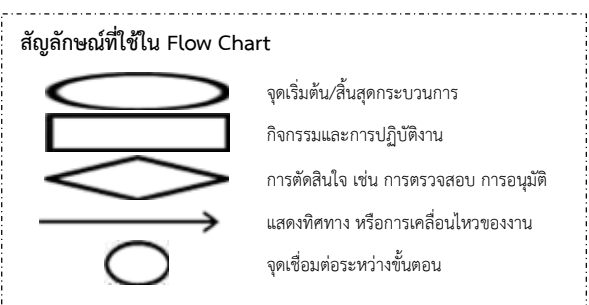 สัญลักษณ์ที่ใช้ใน Flow Chart
จุดเริ่มต้น/สิ้นสุดกระบวนการ
กิจกรรมและการปฏิบัติงาน
การตัดสินใจ เช่น การตรวจสอบ การอนุมัติ
แสดงทิศทาง หรือการเคลื่อนไหวของงาน
จุดเชื่อมต่อระหว่างขั้นตอน